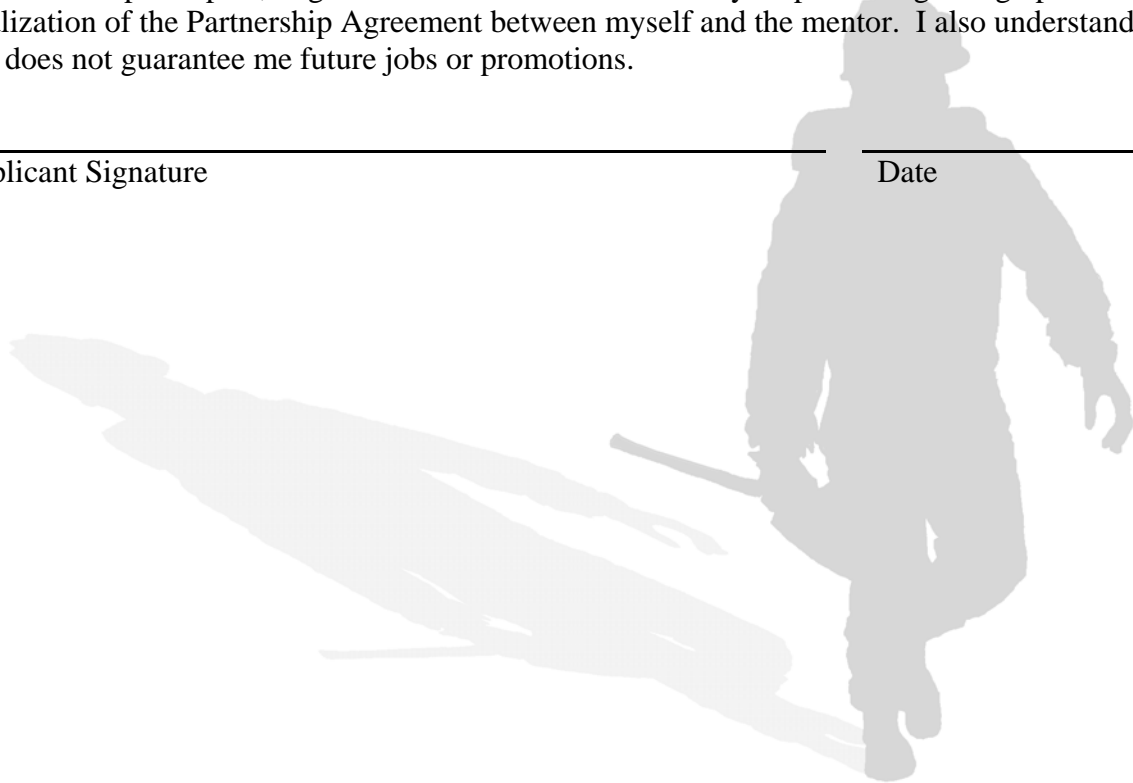 lization of the Partnership Agreement between myself and the mentor. I also understand
does not guarantee me future jobs or promotions.
plicant Signature Date